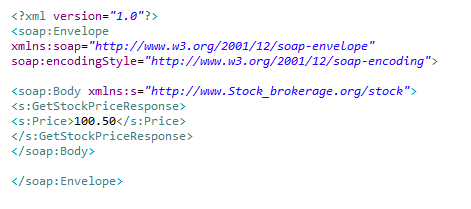 <?xml version="1.0"?>
<soap:Envelope
xmlns:soap="http://www.w3.org/2001/12/soap-envelope"
soap:encodingStyle="http://www.w3.org/2001/12/soap-encoding">
<soap:Body xmlns:s="http://www.Stock_brokerage.org/stock">
<s:GetStockPriceResponse>
<s:Price>100.50</s:Price>
</s:GetStockPriceResponse>
</soap:Body>
</soap:Envelope>